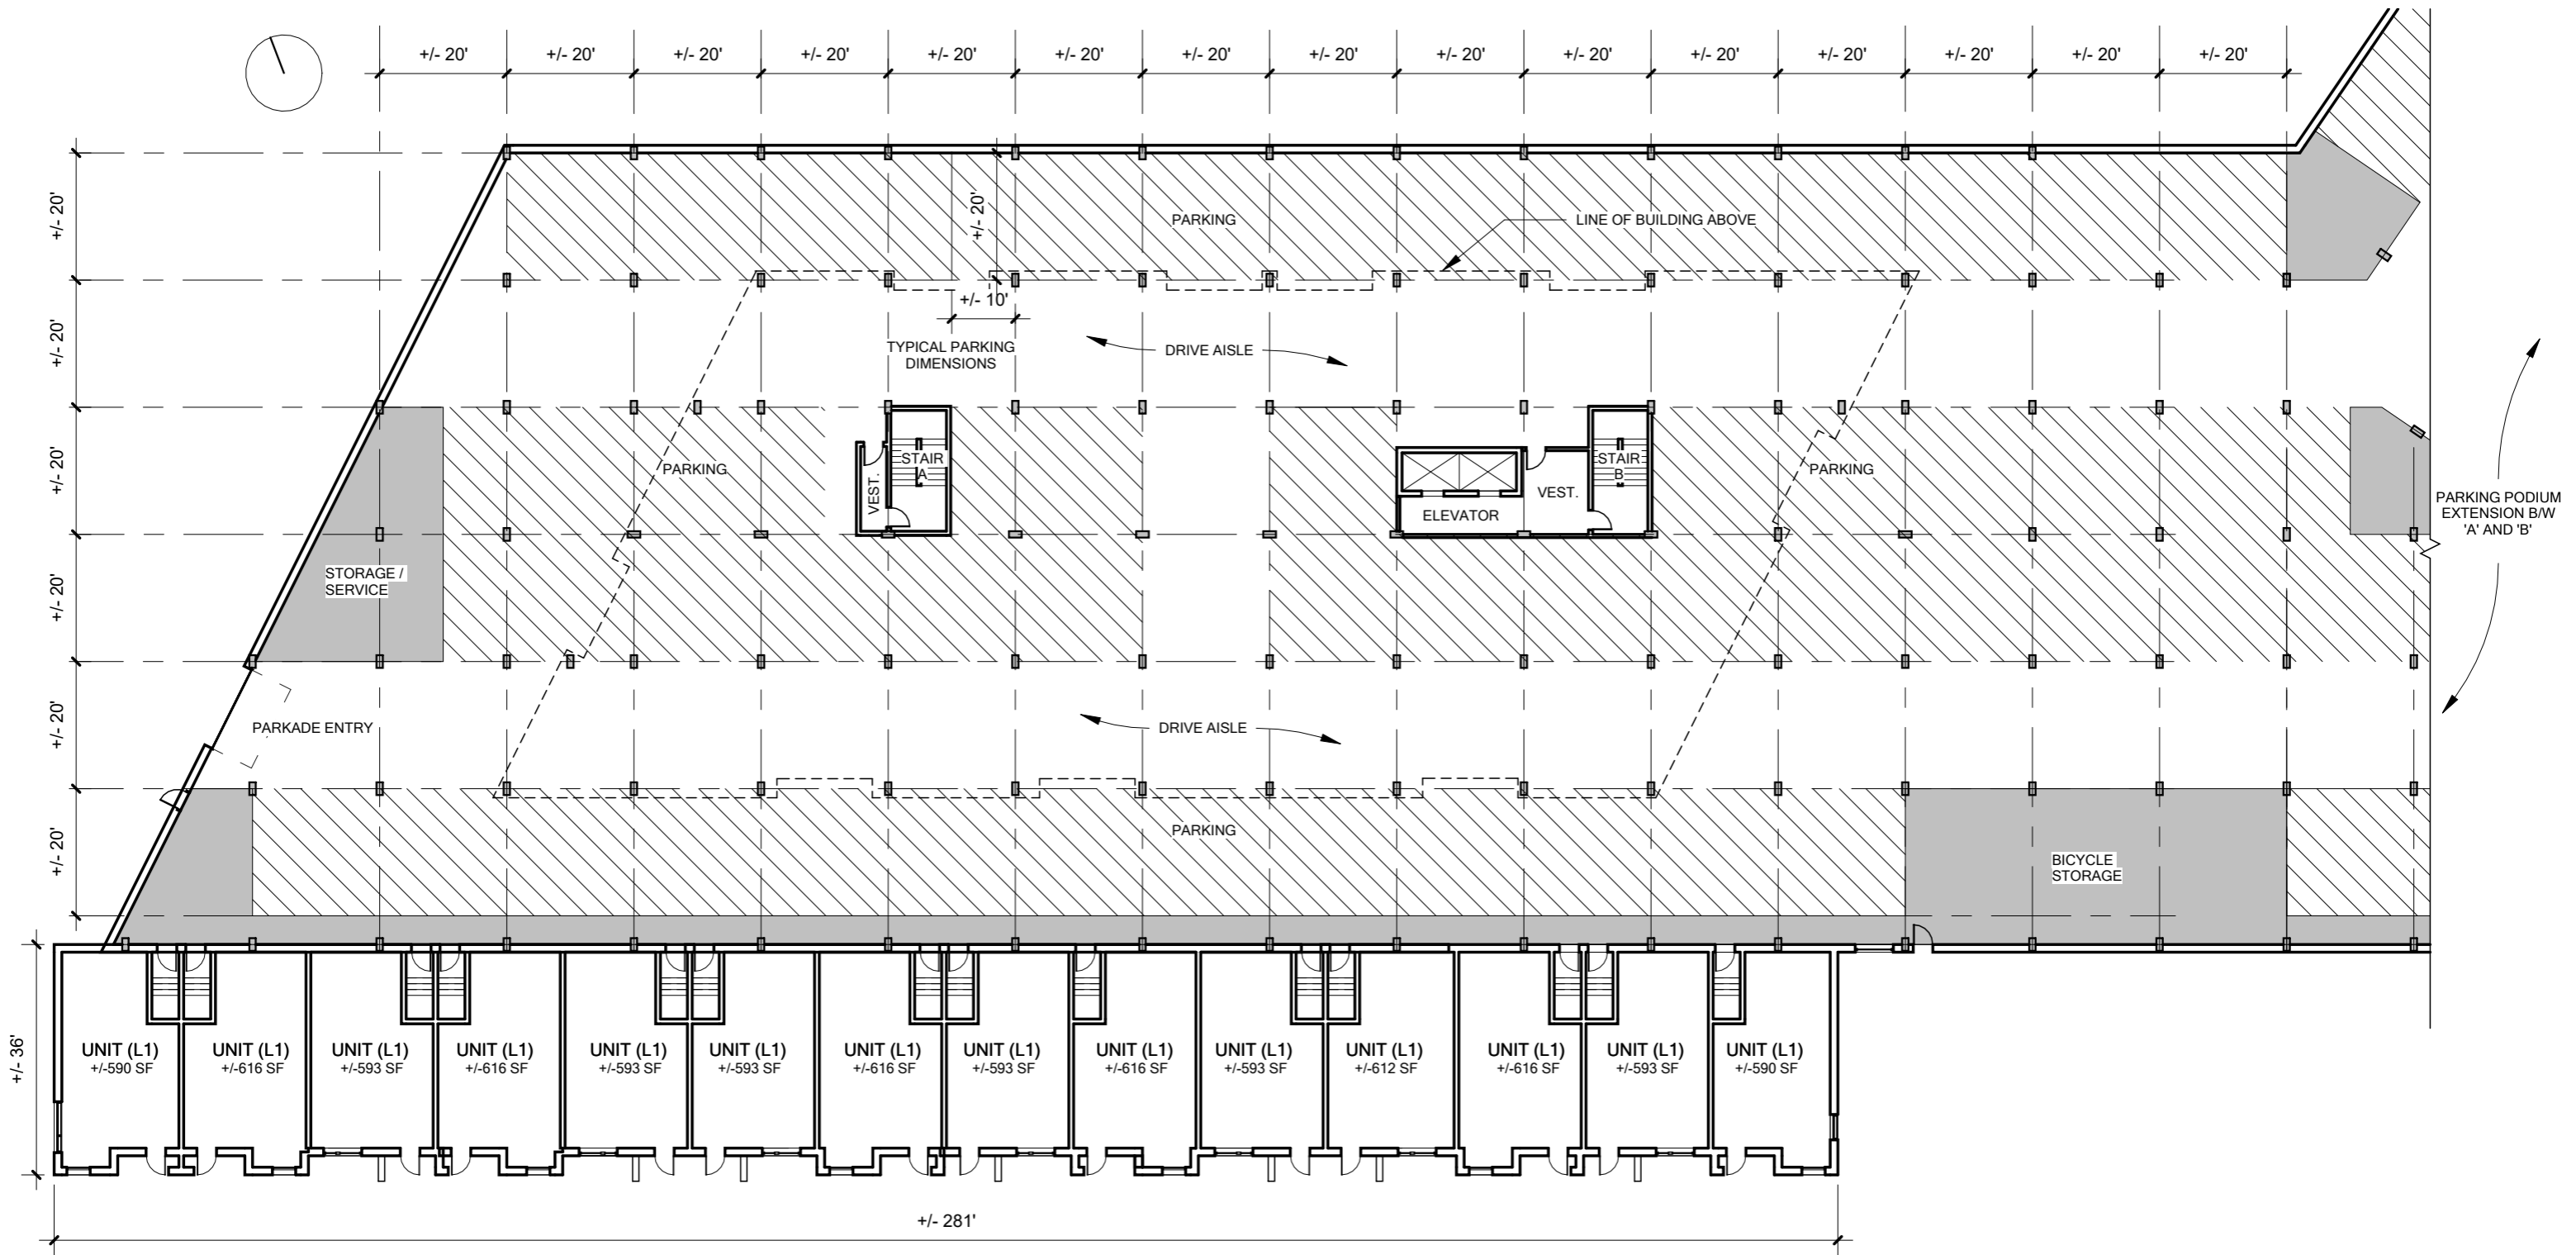 +/- 20' +/- 20' +/- 20' +/- 20' +/- 20' +/- 20' +/- 20' +/- 20' +/- 20' +/- 20' +/- 20' +/- 20' +/- 20' +/- 20' +/- 20'
+/- 20'
+/- 20'
PARKING
LINE OF BUILDING ABOVE
+/- 10'
+/- 20'
TYPICAL PARKING
DIMENSIONS
DRIVE AISLE
+/- 20'
PARKING
VEST.
STAIR
A
ELEVATOR
VEST.
STAIR
B
PARKING
PARKING PODIUM
EXTENSION B/W
'A' AND 'B'
+/- 20'
STORAGE /
SERVICE
+/- 20'
PARKADE ENTRY
DRIVE AISLE
+/- 20'
PARKING
BICYCLE
STORAGE
+/- 36'
UNIT (L1)
+/-590 SF
UNIT (L1)
+/-616 SF
UNIT (L1)
+/-593 SF
UNIT (L1)
+/-616 SF
UNIT (L1)
+/-593 SF
UNIT (L1)
+/-593 SF
UNIT (L1)
+/-616 SF
UNIT (L1)
+/-593 SF
UNIT (L1)
+/-616 SF
UNIT (L1)
+/-593 SF
UNIT (L1)
+/-612 SF
UNIT (L1)
+/-616 SF
UNIT (L1)
+/-593 SF
UNIT (L1)
+/-590 SF
+/- 281'